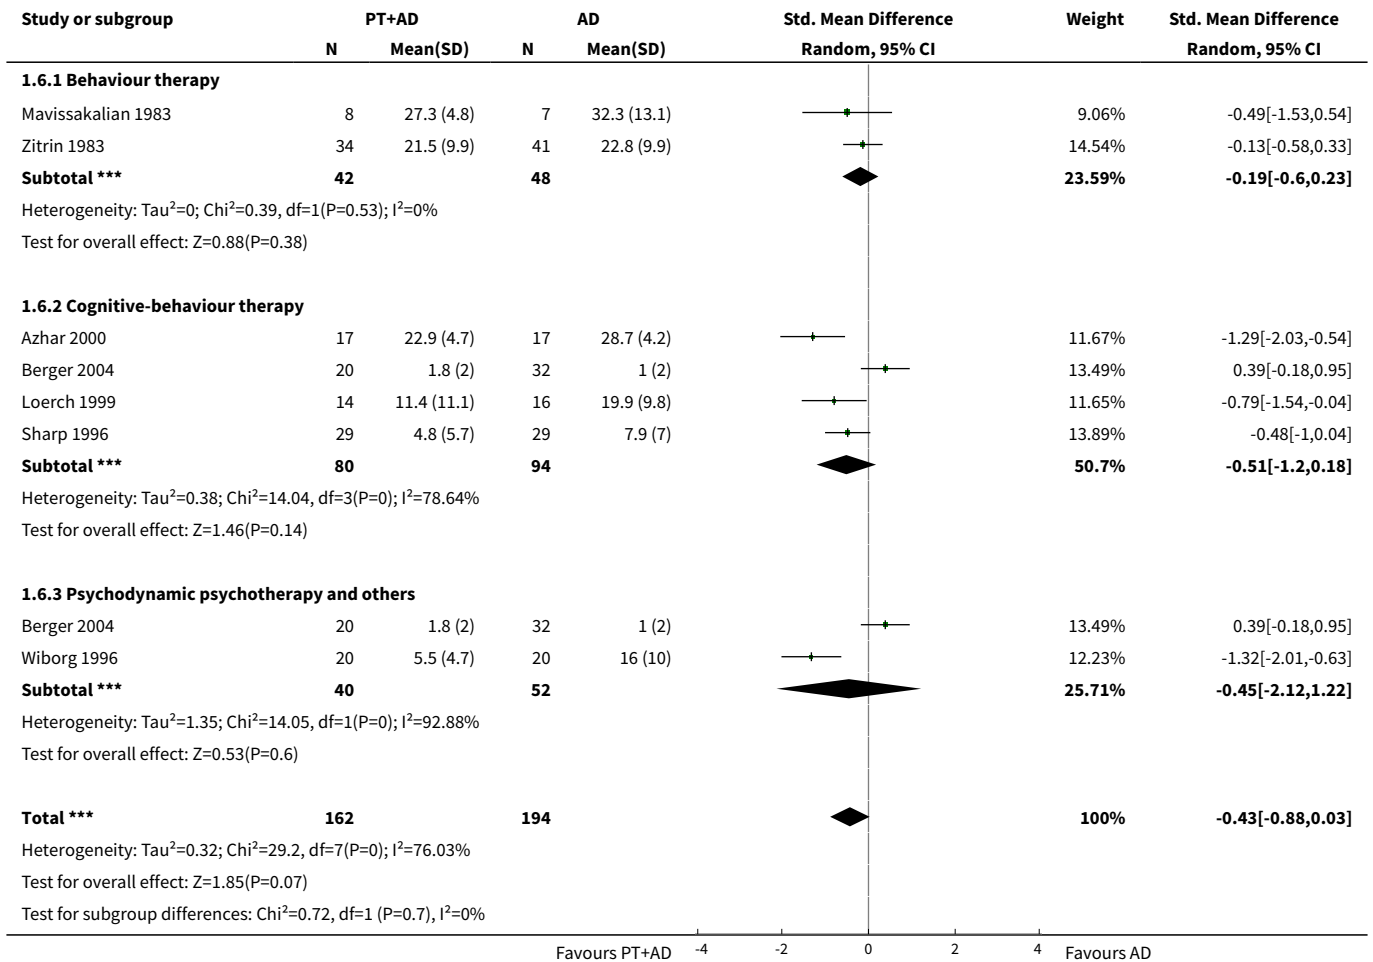 Study or subgroup PT+AD AD Std. Mean Difference Weight Std. Mean Difference
N Mean(SD) N Mean(SD) Random, 95% CI Random, 95% CI
1.6.1 Behaviour therapy
Mavissakalian 1983 8 27.3 (4.8) 7 32.3 (13.1) 9.06% -0.49[-1.53,0.54]
Zitrin 1983 34 21.5 (9.9) 41 22.8 (9.9) 14.54% -0.13[-0.58,0.33]
Subtotal *** 42 48 23.59% -0.19[-0.6,0.23]
Heterogeneity: Tau²=0; Chi²=0.39, df=1(P=0.53); I²=0%
Test for overall effect: Z=0.88(P=0.38)
1.6.2 Cognitive-behaviour therapy
Azhar 2000 17 22.9 (4.7) 17 28.7 (4.2) 11.67% -1.29[-2.03,-0.54]
Berger 2004 20 1.8 (2) 32 1 (2) 13.49% 0.39[-0.18,0.95]
Loerch 1999 14 11.4 (11.1) 16 19.9 (9.8) 11.65% -0.79[-1.54,-0.04]
Sharp 1996 29 4.8 (5.7) 29 7.9 (7) 13.89% -0.48[-1,0.04]
Subtotal *** 80 94 50.7% -0.51[-1.2,0.18]
Heterogeneity: Tau²=0.38; Chi²=14.04, df=3(P=0); I²=78.64%
Test for overall effect: Z=1.46(P=0.14)
1.6.3 Psychodynamic psychotherapy and others
Berger 2004 20 1.8 (2) 32 1 (2) 13.49% 0.39[-0.18,0.95]
Wiborg 1996 20 5.5 (4.7) 20 16 (10) 12.23% -1.32[-2.01,-0.63]
Subtotal *** 40 52 25.71% -0.45[-2.12,1.22]
Heterogeneity: Tau²=1.35; Chi²=14.05, df=1(P=0); I²=92.88%
Test for overall effect: Z=0.53(P=0.6)
Total *** 162 194 100% -0.43[-0.88,0.03]
Heterogeneity: Tau²=0.32; Chi²=29.2, df=7(P=0); I²=76.03%
Test for overall effect: Z=1.85(P=0.07)
Test for subgroup differences: Chi²=0.72, df=1 (P=0.7), I²=0%
Favours PT+AD -4 -2 0 2 4 Favours AD